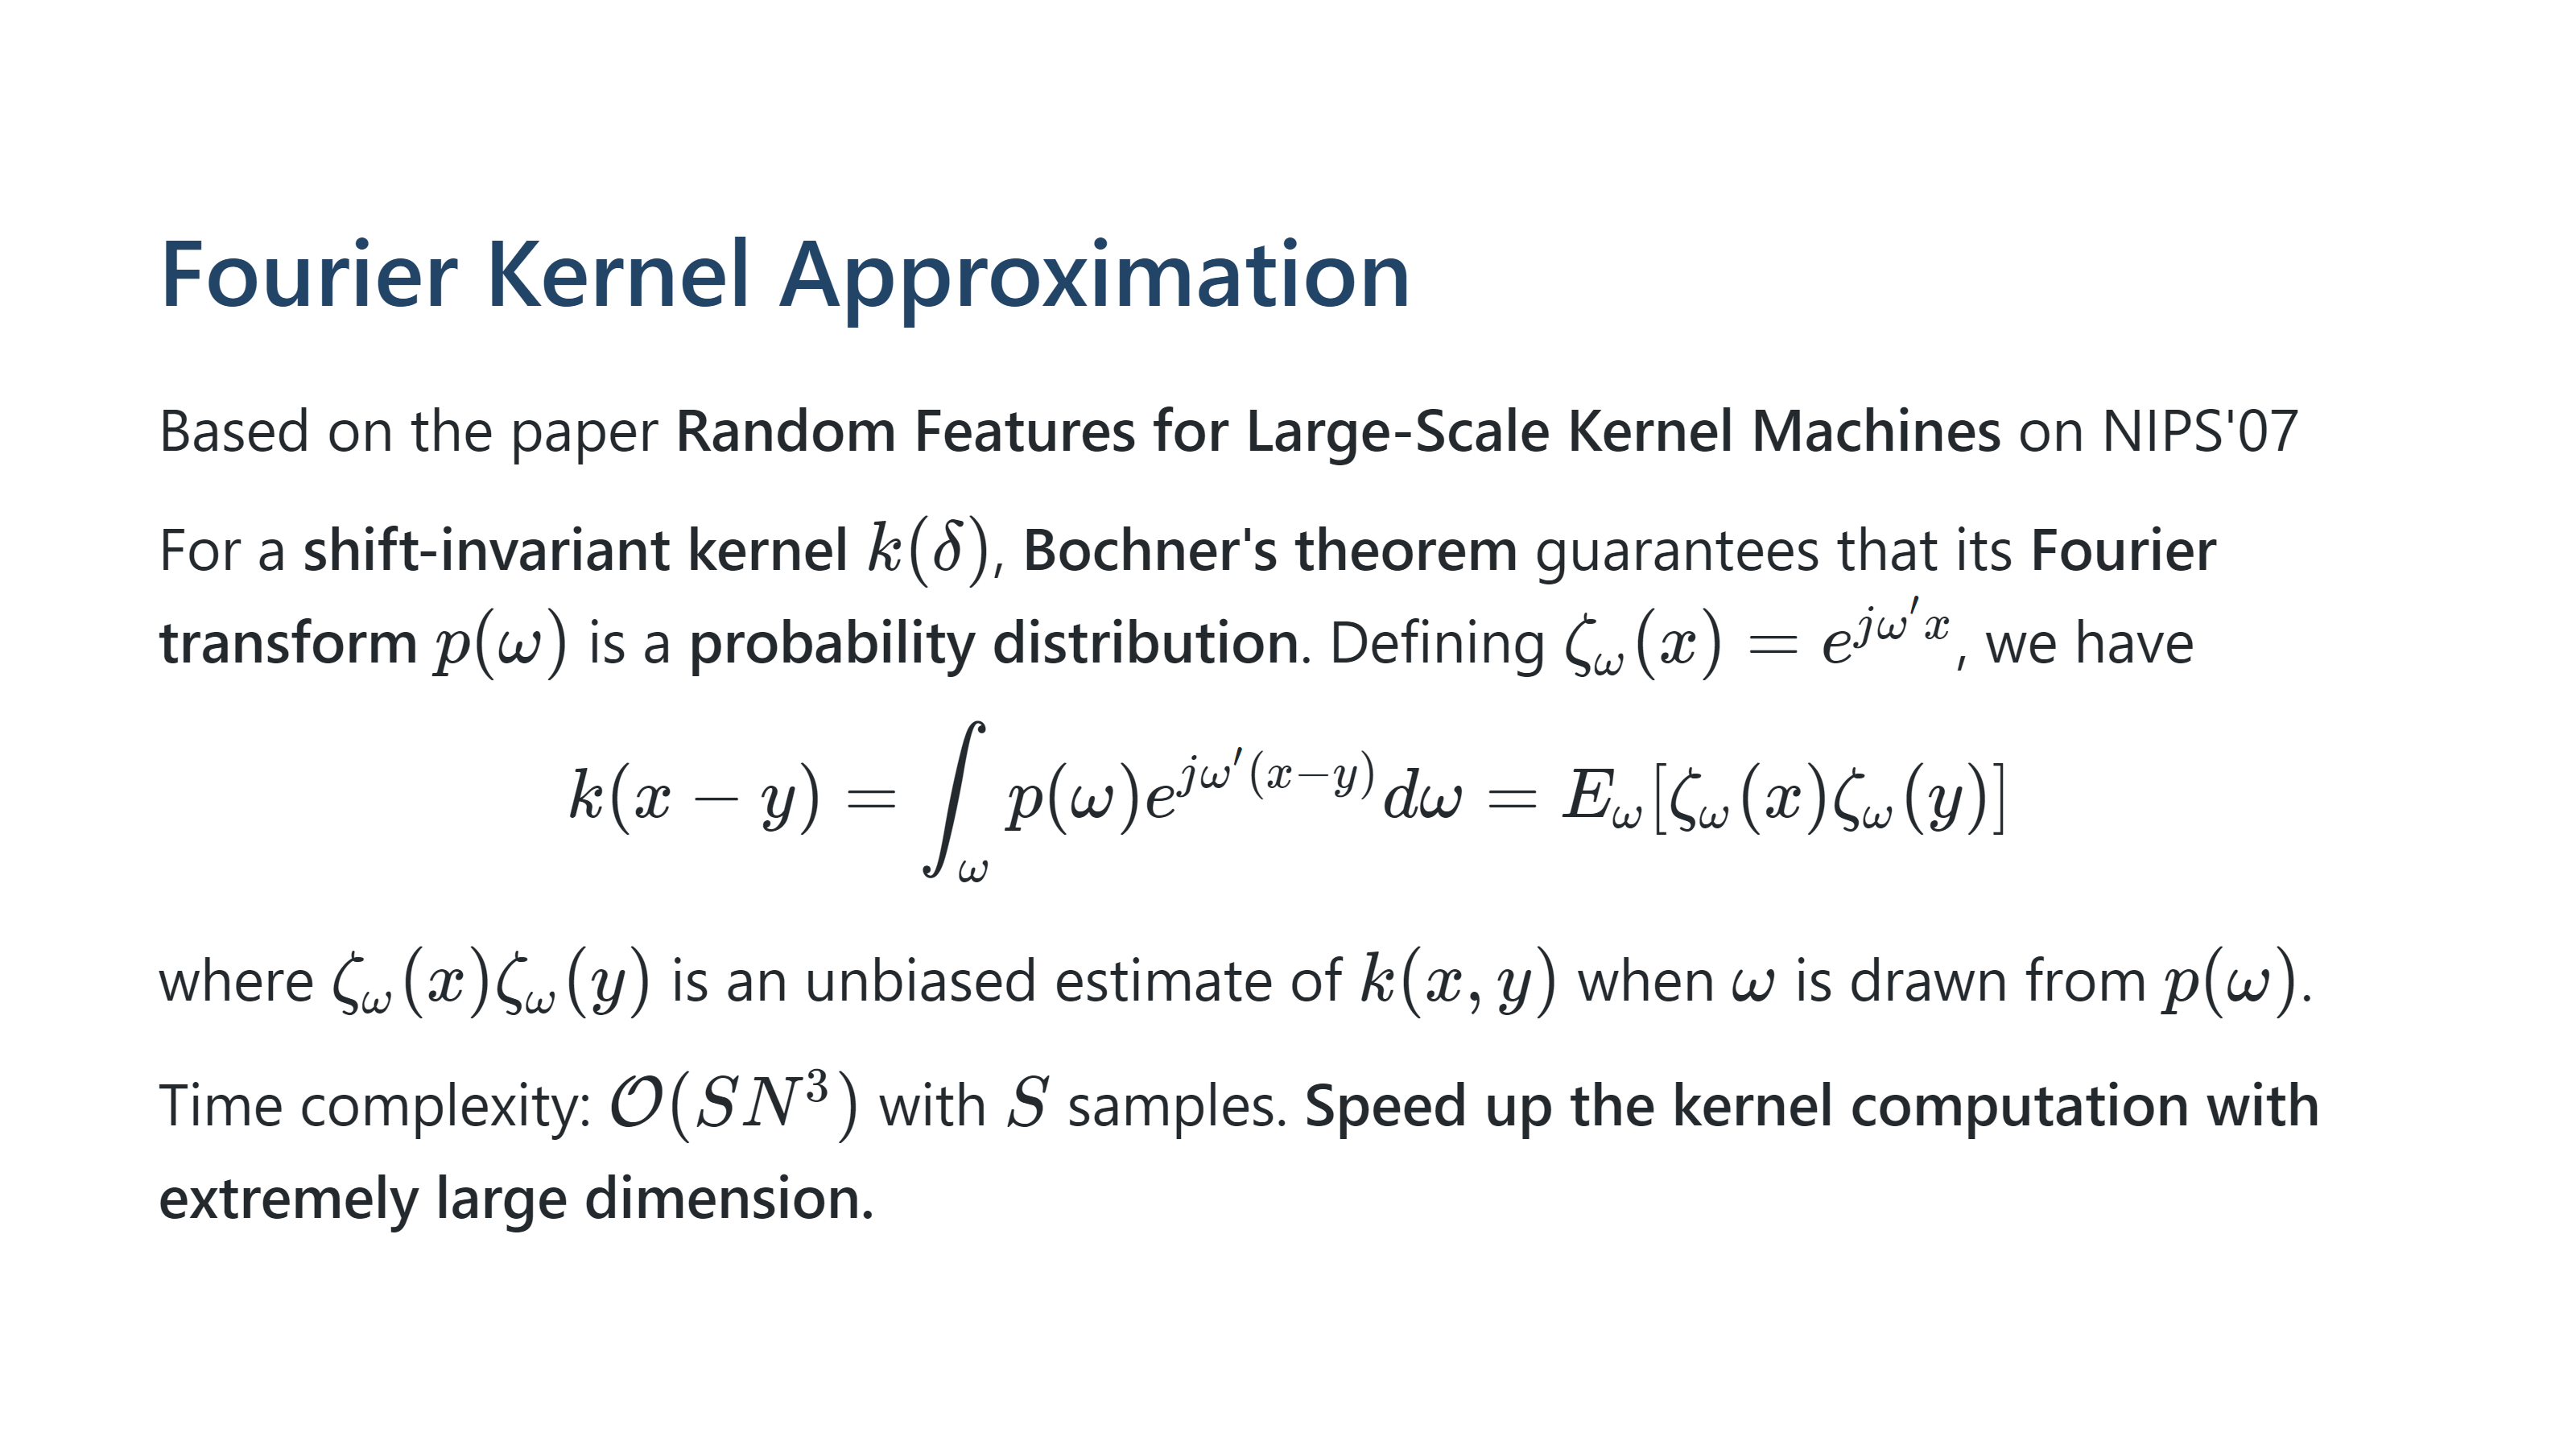 Fourier Kernel Approximation
Based on the paper Random Features for Large-Scale Kernel Machines on NIPS'07
For a shift-invariant kernel k(δ), Bochner's theorem guarantees that its Fourier
transform p(ω) is a probability distribution. Defining ζ_ω(x) = e^{jω'x}, we have
k(x − y) = ∫_ω p(ω)e^{jω'(x−y)}dω = E_ω[ζ_ω(x)ζ_ω(y)]
where ζ_ω(x)ζ_ω(y) is an unbiased estimate of k(x, y) when ω is drawn from p(ω).
Time complexity: 𝒪(SN³) with S samples. Speed up the kernel computation with
extremely large dimension.